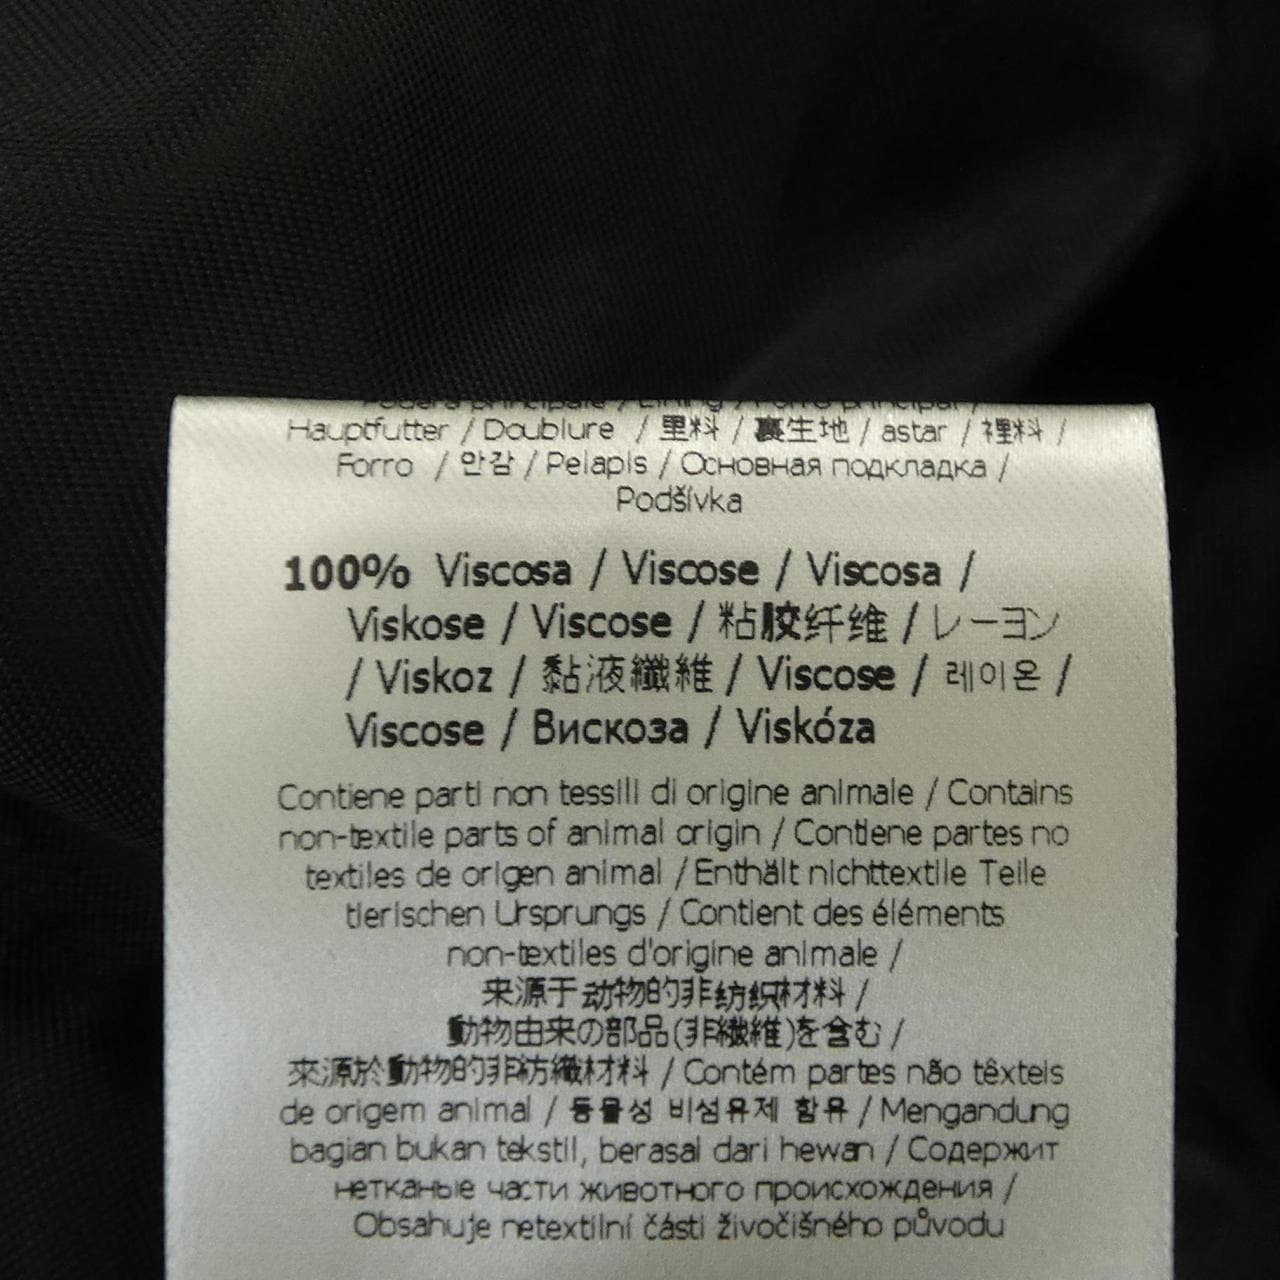 Fodera principale / Lining / Forro principal /
Hauptfutter / Doublure / 里料 / 裏生地 / astar / 裡料 /
Forro / 안감 / Pelapis / Основная подкладка /
Podšívka
100% Viscosa / Viscose / Viscosa /
Viskose / Viscose / 粘胶纤维 / レーヨン
/ Viskoz / 黏液纖維 / Viscose / 레이온 /
Viscose / Вискоза / Viskóza
Contiene parti non tessili di origine animale / Contains
non-textile parts of animal origin / Contiene partes no
textiles de origen animal / Enthält nichttextile Teile
tierischen Ursprungs / Contient des éléments
non-textiles d'origine animale /
来源于动物的非纺织材料 /
動物由来の部品(非繊維)を含む /
來源於動物的非紡織材料 / Contém partes não têxteis
de origem animal / 동물성 비섬유제 함유 / Mengandung
bagian bukan tekstil, berasal dari hewan / Содержит
нетканые части животного происхождения /
Obsahuje netextilní části živočišného původu